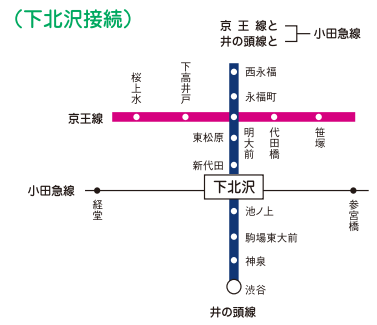 （下北沢接続）
京 王 線と
井の頭線と
小田急線
桜上水
下高井戸
西永福
永福町
京王線
東松原
明大前
代田橋
笹塚
新代田
小田急線
下北沢
経堂
参宮橋
池ノ上
駒場東大前
神泉
渋谷
井の頭線